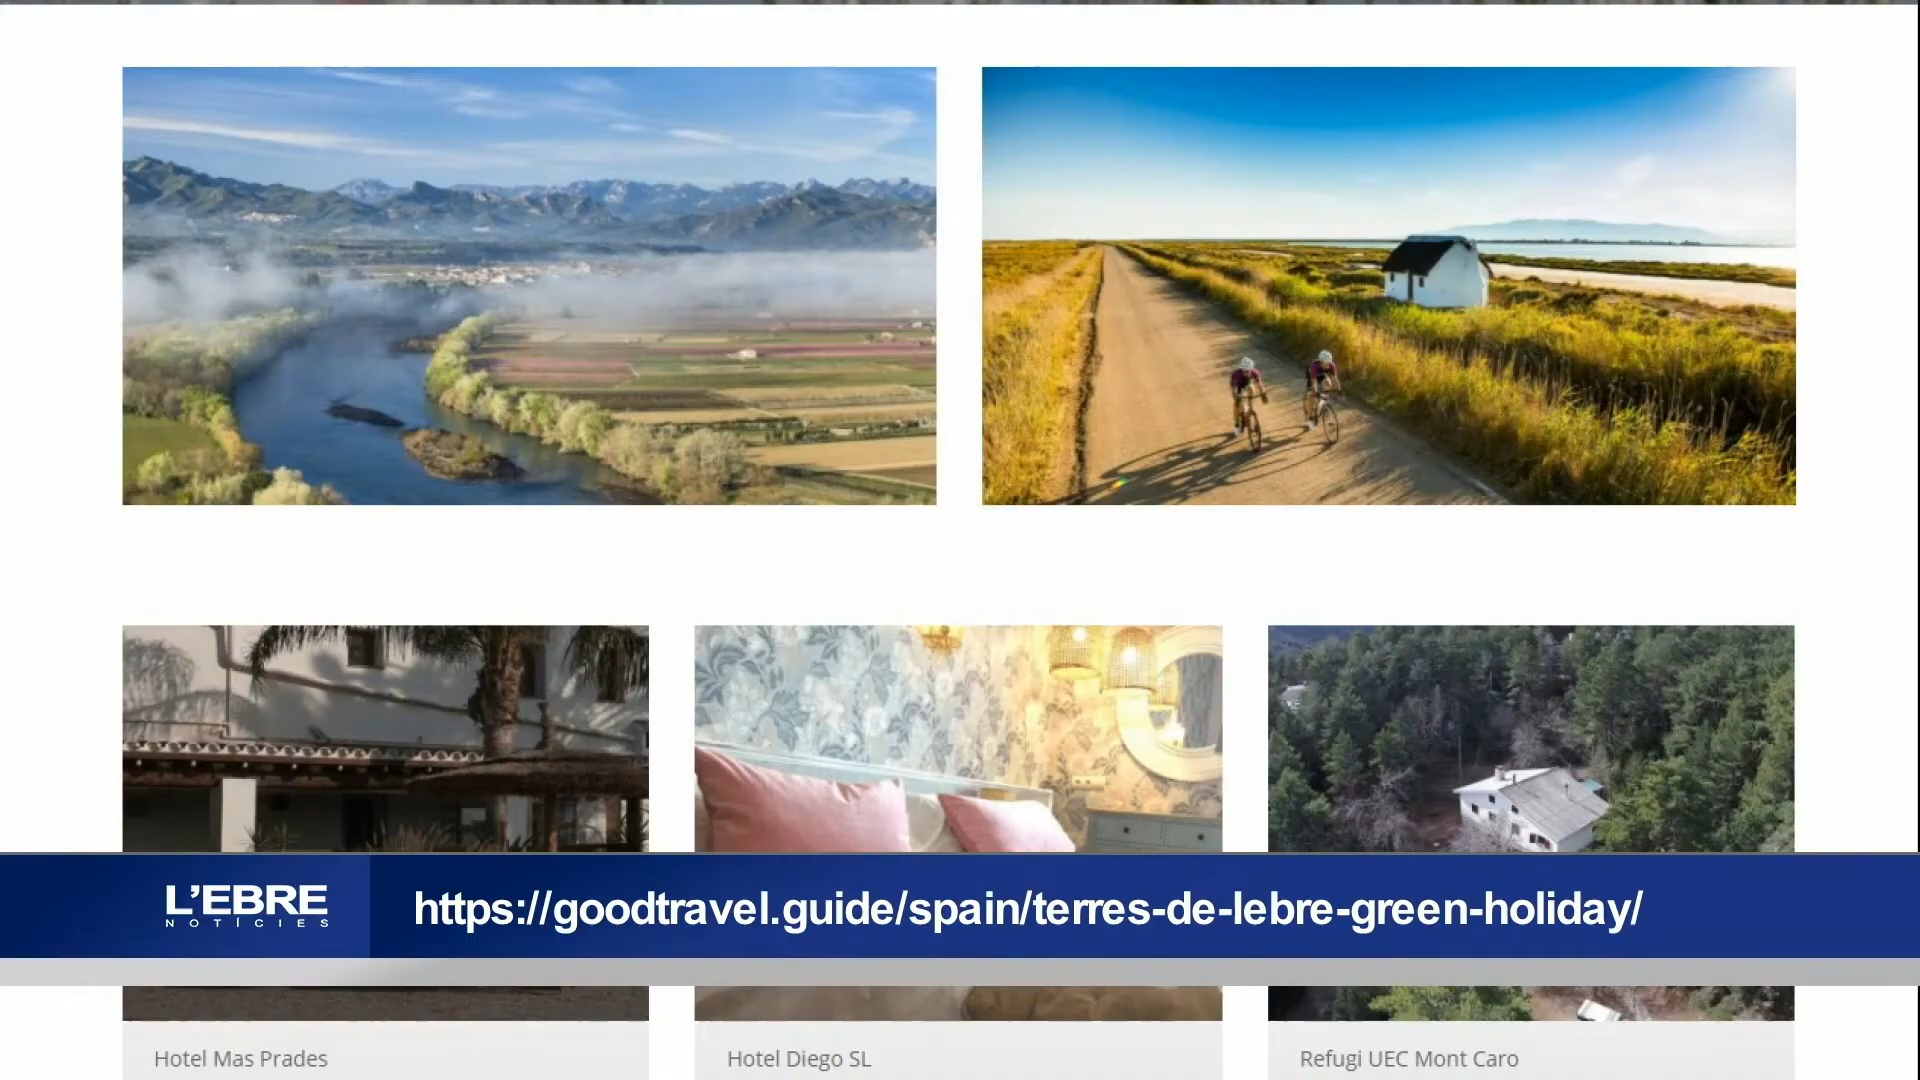 L'EBRE
NOTÍCIES
https://goodtravel.guide/spain/terres-de-lebre-green-holiday/
Hotel Mas Prades
Hotel Diego SL
Refugi UEC Mont Caro